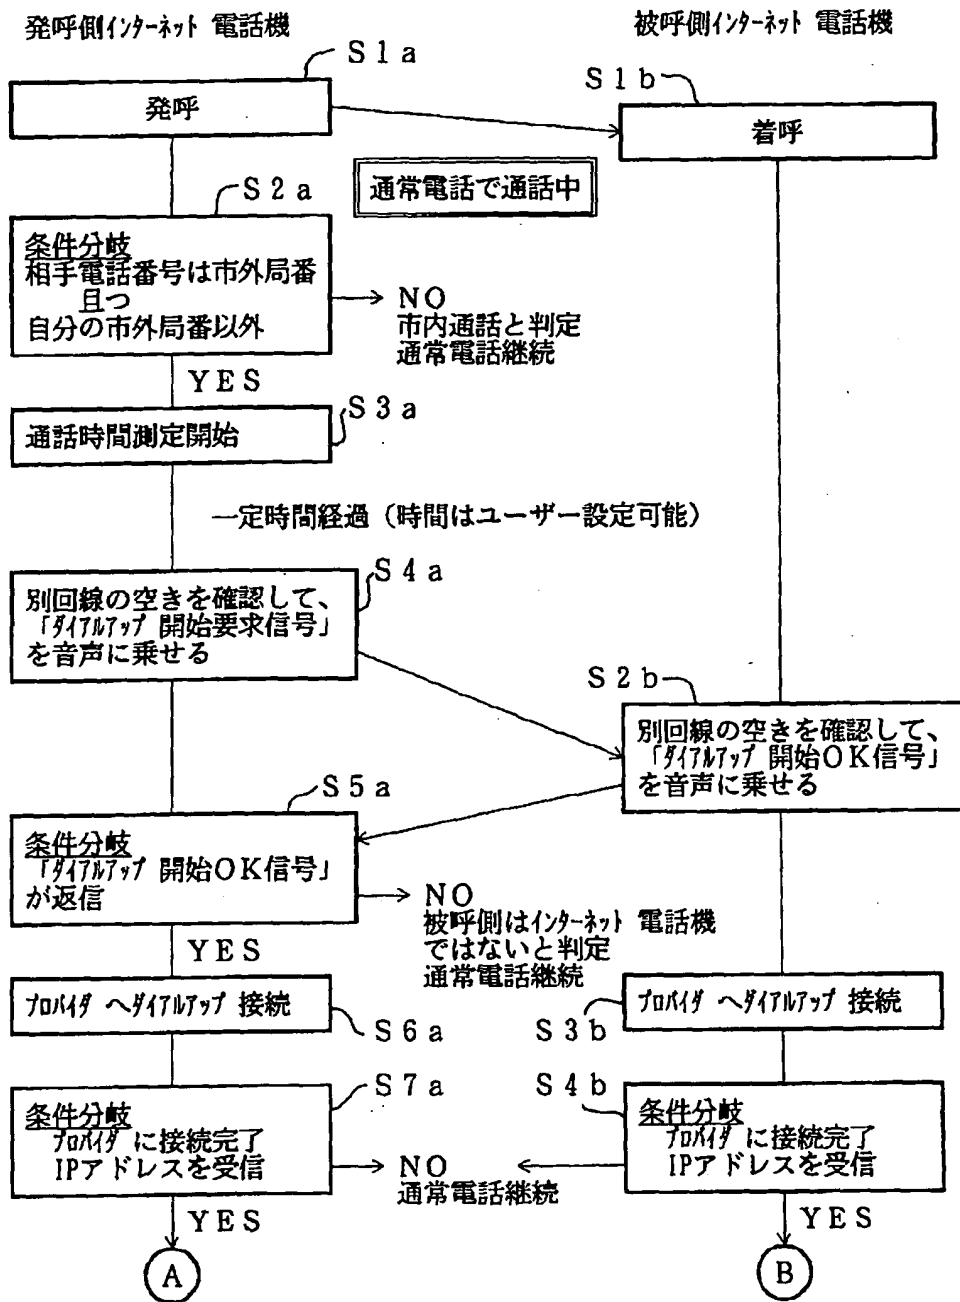 発呼側インターネット 電話機
被呼側インターネット 電話機
S1a
発呼
S1b
着呼
通常電話で通話中
S2a
条件分岐
相手電話番号は市外局番
且つ
自分の市外局番以外
NO
市内通話と判定
通常電話継続
YES
S3a
通話時間測定開始
一定時間経過（時間はユーザー設定可能）
S4a
別回線の空きを確認して、
「ダイアルアップ 開始要求信号」
を音声に乗せる
S2b
別回線の空きを確認して、
「ダイアルアップ 開始OK信号」
を音声に乗せる
S5a
条件分岐
「ダイアルアップ 開始OK信号」
が返信
NO
被呼側はインターネット 電話機
ではないと判定
通常電話継続
YES
プロバイダ へダイアルアップ 接続
S6a
プロバイダ へダイアルアップ 接続
S3b
S7a
条件分岐
プロバイダ に接続完了
IPアドレスを受信
NO
通常電話継続
S4b
条件分岐
プロバイダ に接続完了
IPアドレスを受信
YES
YES
A
B